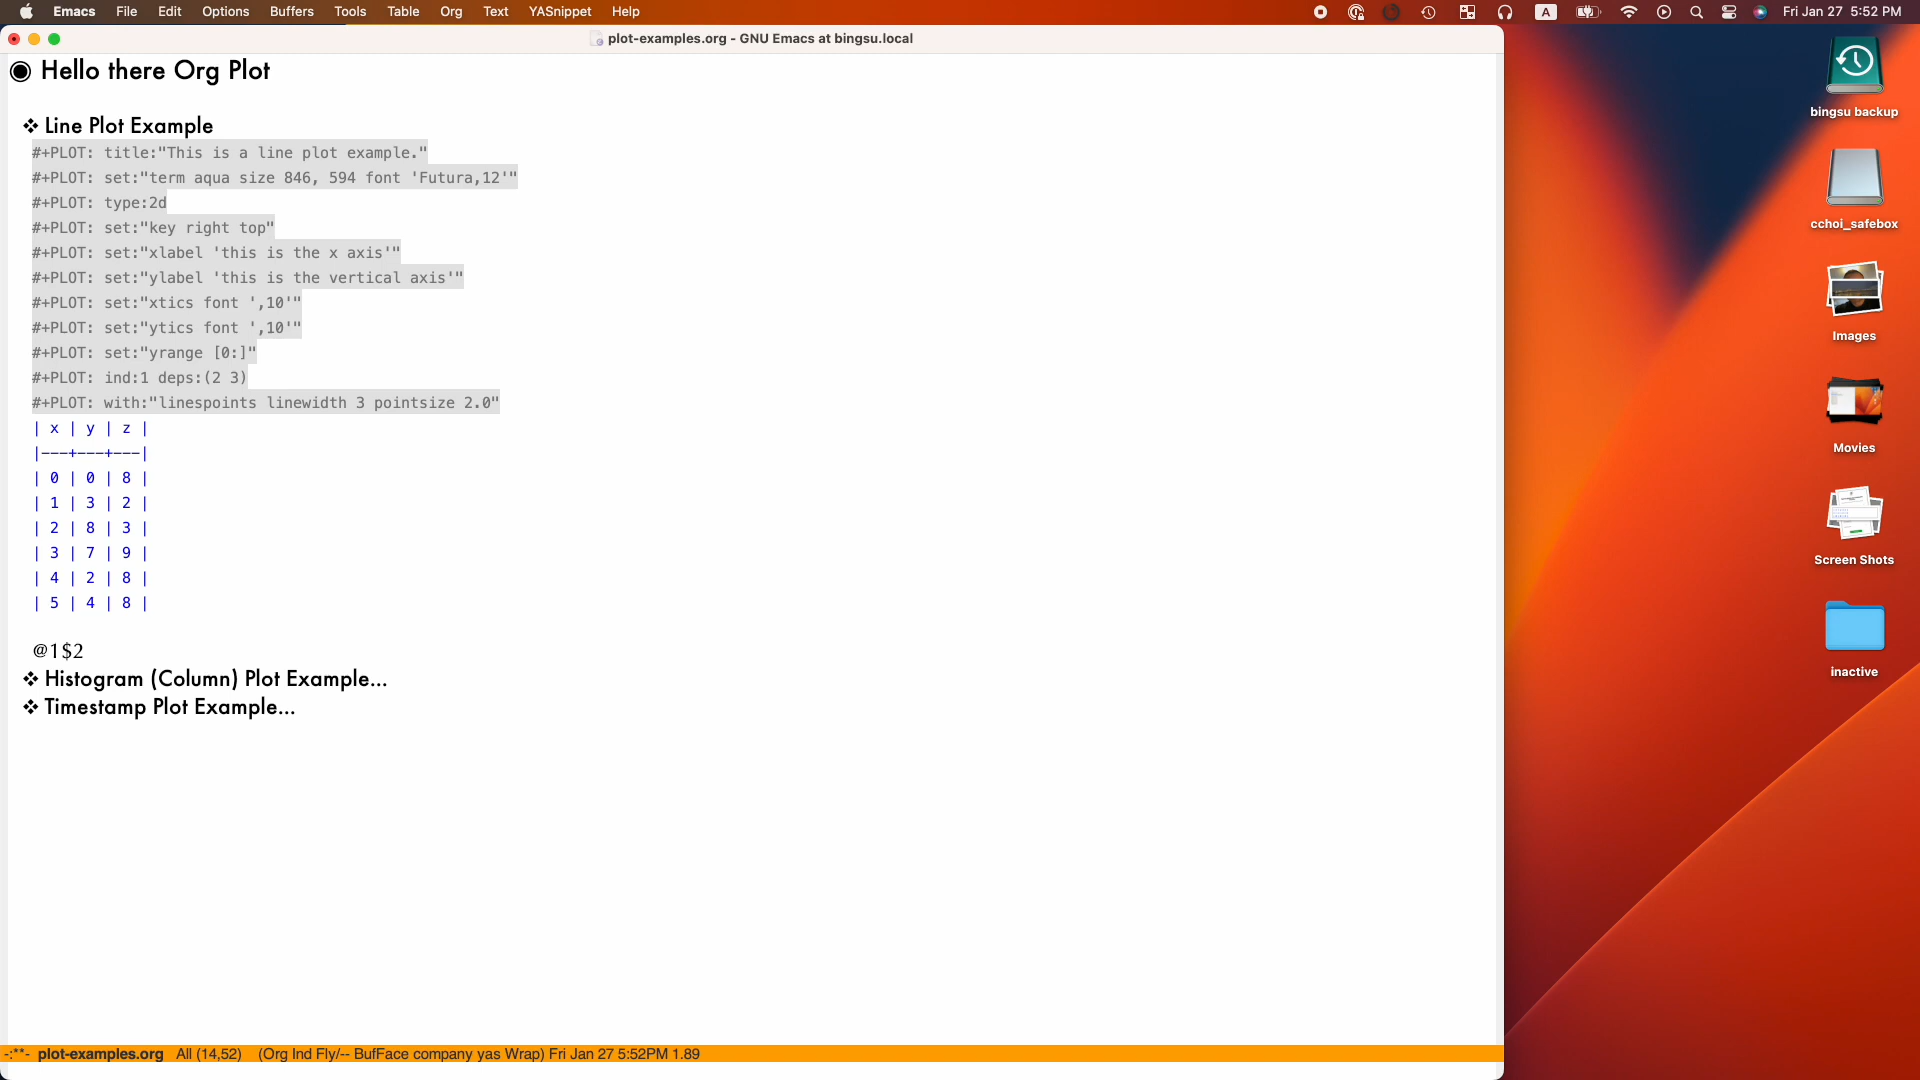 Emacs File Edit Options Buffers Tools Table Org Text YASnippet Help A Fri Jan 27 5:52 PM
plot-examples.org - GNU Emacs at bingsu.local
Hello there Org Plot
Line Plot Example
#+PLOT: title:"This is a line plot example."
#+PLOT: set:"term aqua size 846, 594 font 'Futura,12'"
#+PLOT: type:2d
#+PLOT: set:"key right top"
#+PLOT: set:"xlabel 'this is the x axis'"
#+PLOT: set:"ylabel 'this is the vertical axis'"
#+PLOT: set:"xtics font ',10'"
#+PLOT: set:"ytics font ',10'"
#+PLOT: set:"yrange [0:]"
#+PLOT: ind:1 deps:(2 3)
#+PLOT: with:"linespoints linewidth 3 pointsize 2.0"
| x | y | z |
|---+---+---|
| 0 | 0 | 8 |
| 1 | 3 | 2 |
| 2 | 8 | 3 |
| 3 | 7 | 9 |
| 4 | 2 | 8 |
| 5 | 4 | 8 |
@1$2
Histogram (Column) Plot Example...
Timestamp Plot Example...
-:**- plot-examples.org All (14,52) (Org Ind Fly/-- BufFace company yas Wrap) Fri Jan 27 5:52PM 1.89
bingsu backup
cchoi_safebox
Images
Movies
Screen Shots
inactive